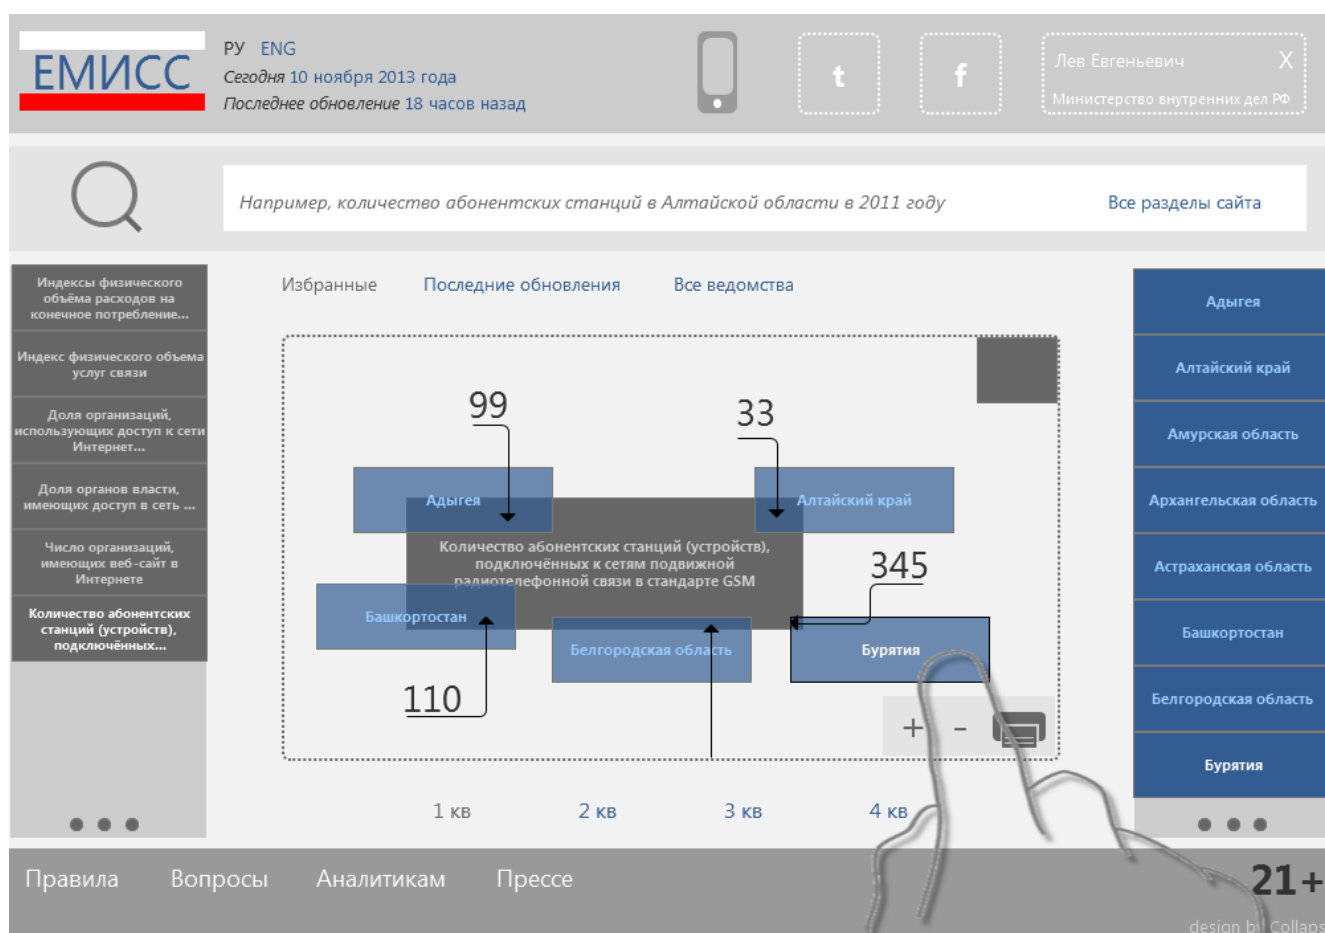 ЕМИСС
РУ ENG
Сегодня 10 ноября 2013 года
Последнее обновление 18 часов назад
t
f
Лев Евгеньевич X
Министерство внутренних дел РФ
Например, количество абонентских станций в Алтайской области в 2011 году
Все разделы сайта
Индексы физического
объёма расходов на
конечное потребление...
Индекс физического объема
услуг связи
Доля организаций,
использующих доступ к сети
Интернет...
Доля органов власти,
имеющих доступ в сеть ...
Число организаций,
имеющих веб-сайт в
Интернете
Количество абонентских
станций (устройств),
подключённых...
Избранные Последние обновления Все ведомства
99
33
Адыгея
Алтайский край
Количество абонентских станций (устройств),
подключённых к сетям подвижной
радиотелефонной связи в стандарте GSM
345
Башкортостан
Белгородская область
Бурятия
110
+ -
1 кв 2 кв 3 кв 4 кв
Адыгея
Алтайский край
Амурская область
Архангельская область
Астраханская область
Башкортостан
Белгородская область
Бурятия
Правила Вопросы Аналитикам Прессе
21+
design by Collaps